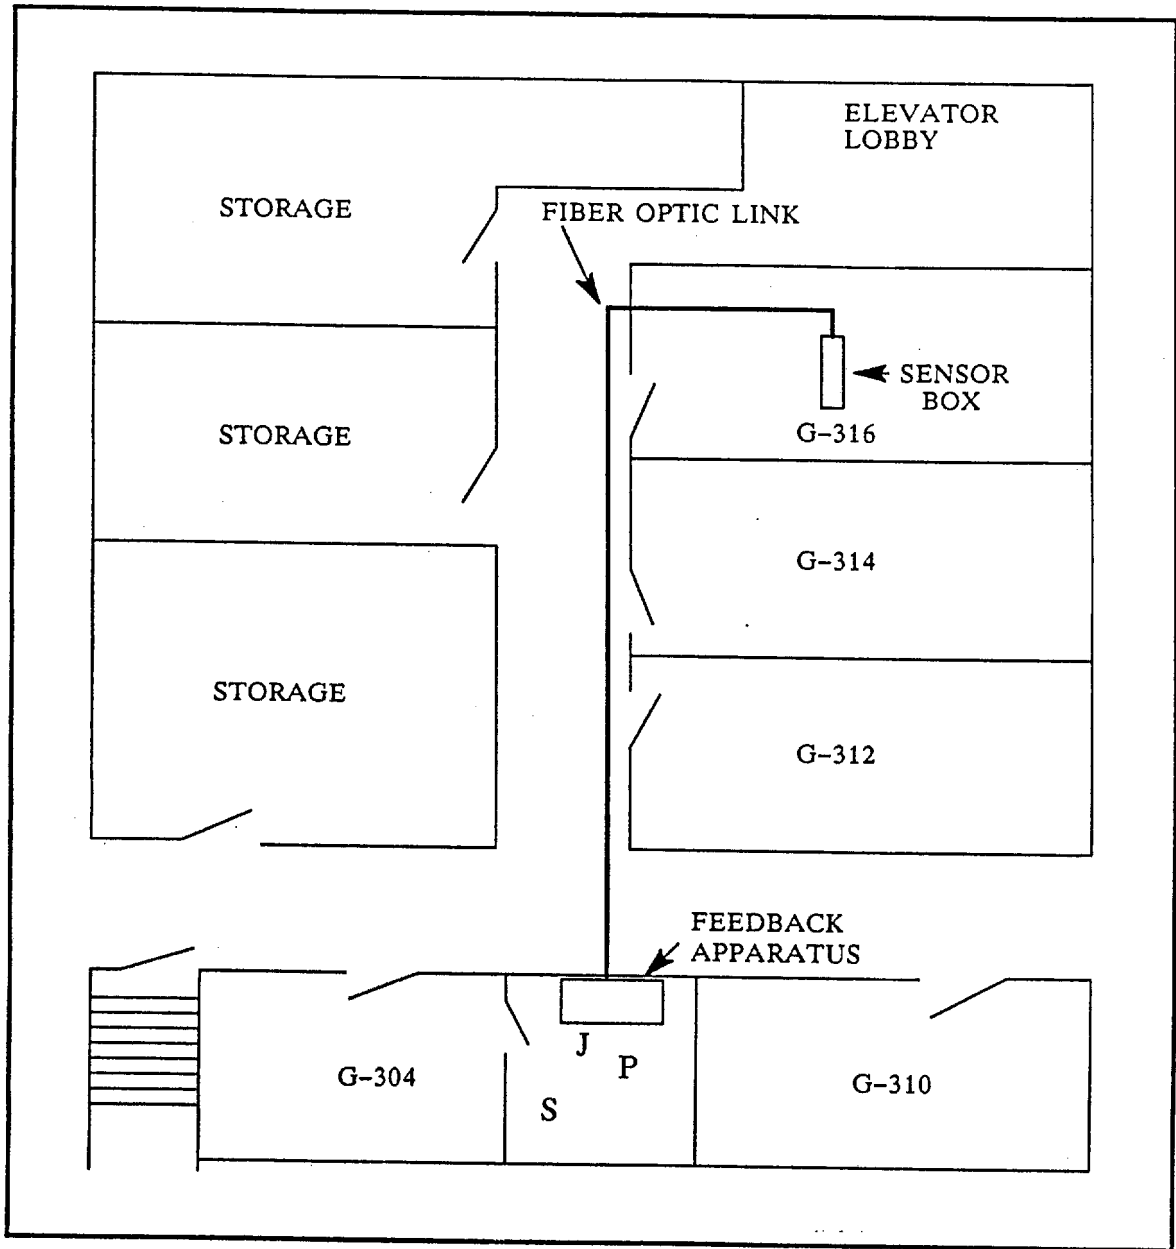 ELEVATOR
LOBBY
STORAGE
FIBER OPTIC LINK
SENSOR
BOX
STORAGE
G-316
G-314
STORAGE
G-312
FEEDBACK
APPARATUS
J
P
G-304
G-310
S